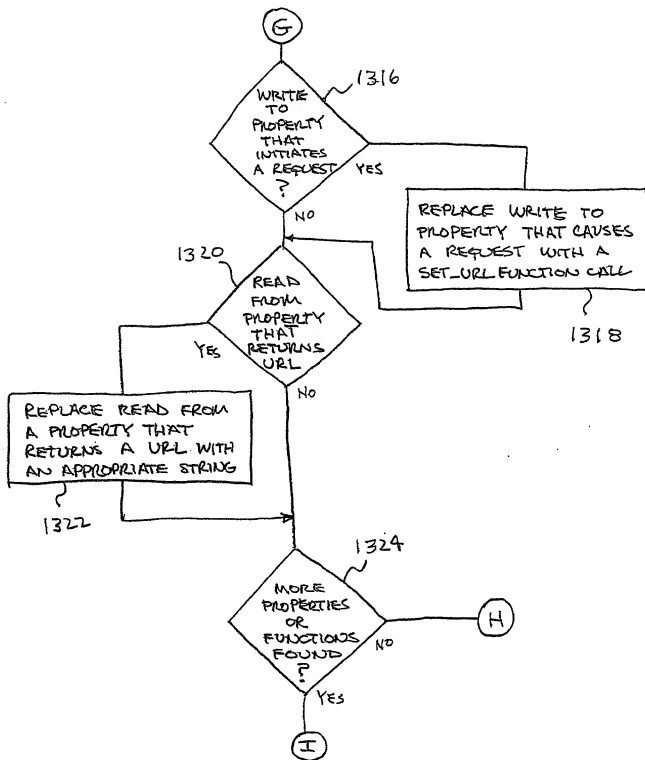 G
1316
WRITE
TO
PROPERTY
THAT
INITIATES
A REQUEST
?
YES
NO
REPLACE WRITE TO
PROPERTY THAT CAUSES
A REQUEST WITH A
SET_URL FUNCTION CALL
1318
1320
READ
FROM
PROPERTY
THAT
RETURNS
URL
YES
NO
REPLACE READ FROM
A PROPERTY THAT
RETURNS A URL WITH
AN APPROPRIATE STRING
1322
1324
MORE
PROPERTIES
OR
FUNCTIONS
FOUND
?
NO
H
YES
I